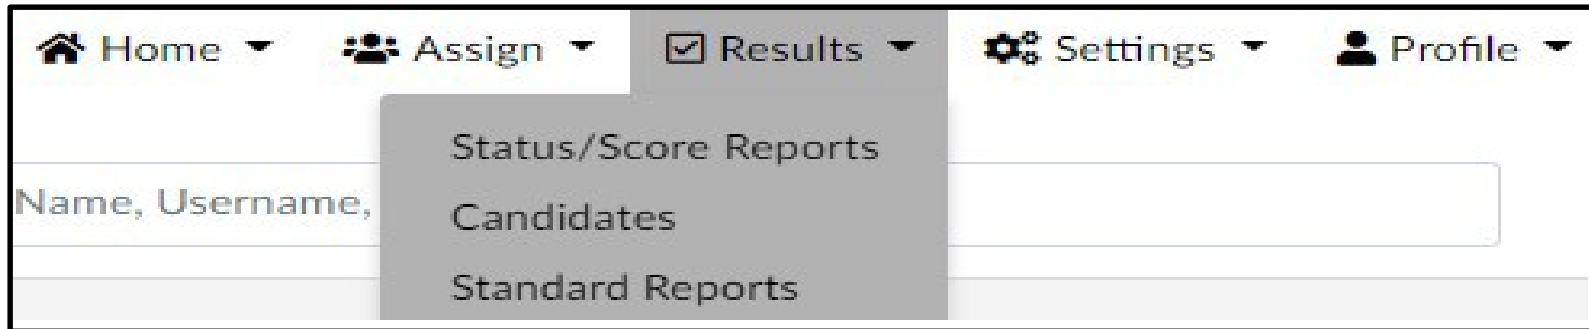 Home Assign Results Settings Profile
Status/Score Reports
Name, Username,
Candidates
Standard Reports